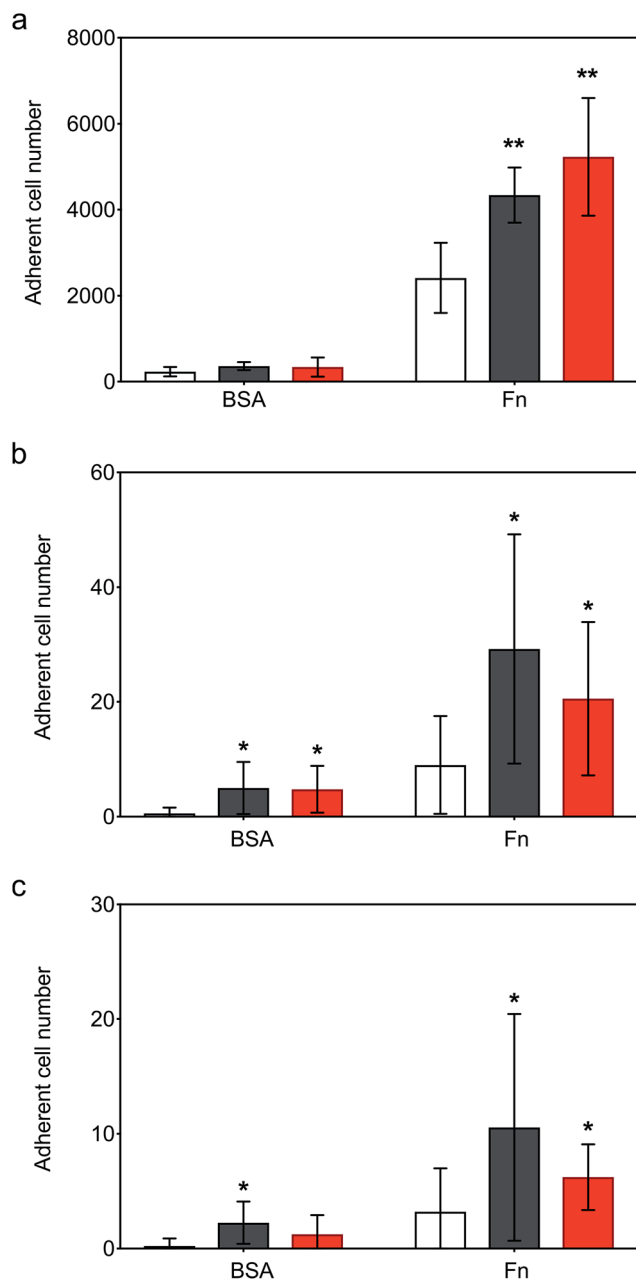 a
8000
6000
4000
2000
0
Adherent cell number
**
**
BSA
Fn
b
60
40
20
0
Adherent cell number
*
*
*
*
BSA
Fn
c
30
20
10
0
Adherent cell number
*
*
*
BSA
Fn